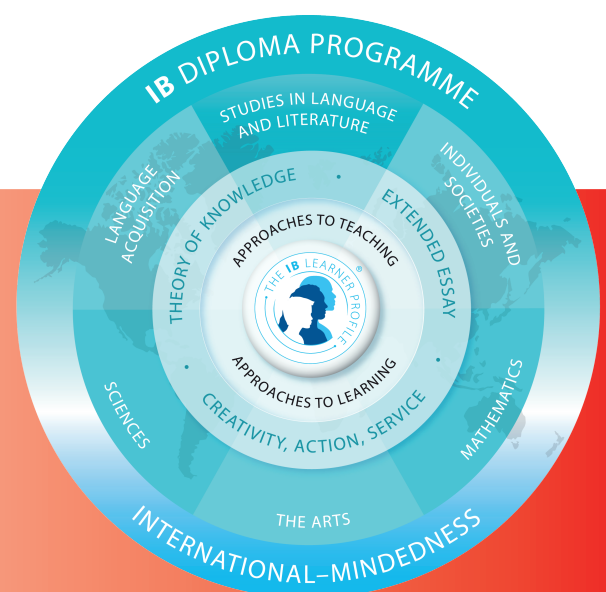 IB DIPLOMA PROGRAMME
STUDIES IN LANGUAGE
AND LITERATURE
LANGUAGE
ACQUISITION
INDIVIDUALS AND
SOCIETIES
THEORY OF KNOWLEDGE
EXTENDED ESSAY
APPROACHES TO TEACHING
THE IB LEARNER PROFILE
®
APPROACHES TO LEARNING
CREATIVITY, ACTION, SERVICE
SCIENCES
MATHEMATICS
THE ARTS
INTERNATIONAL–MINDEDNESS